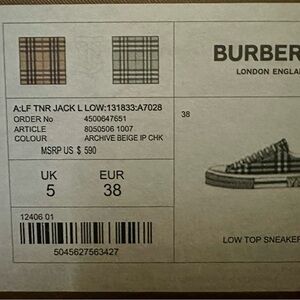 BURBER
LONDON ENGLA
A:LF TNR JACK L LOW:131833:A7028
ORDER No 4500647651
ARTICLE 8050506 1007
COLOUR ARCHIVE BEIGE IP CHK
MSRP US $ 590
38
UK EUR
5 38
12406 01
5045627563427
LOW TOP SNEAKER